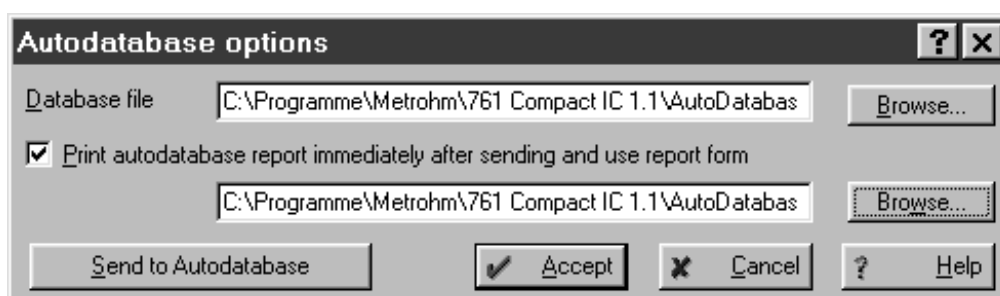 Autodatabase options ? X
Database file C:\Programme\Metrohm\761 Compact IC 1.1\AutoDatabas Browse...
Print autodatabase report immediately after sending and use report form
C:\Programme\Metrohm\761 Compact IC 1.1\AutoDatabas Browse...
Send to Autodatabase Accept Cancel ? Help